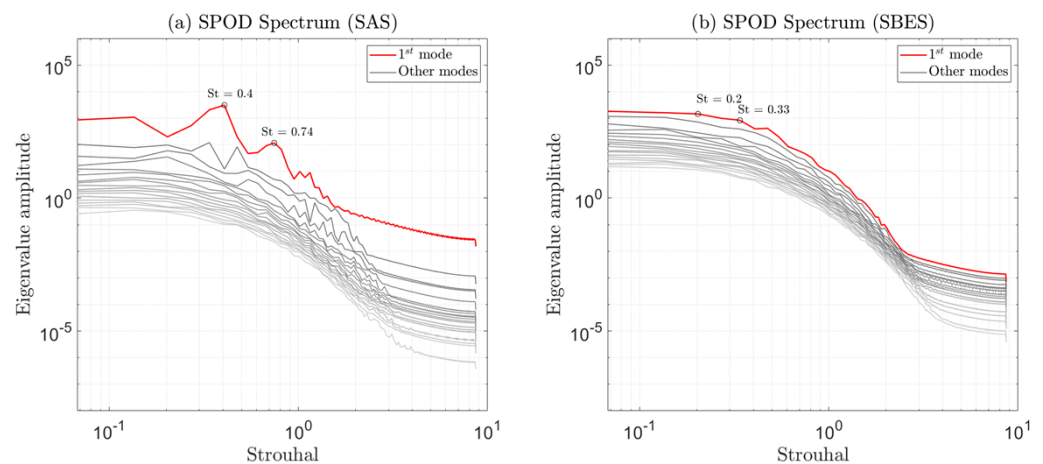 (a) SPOD Spectrum (SAS)
10^5
10^0
10^-5
Eigenvalue amplitude
1^st mode
Other modes
St = 0.4
St = 0.74
10^-1
10^0
10^1
Strouhal
(b) SPOD Spectrum (SBES)
10^5
10^0
10^-5
Eigenvalue amplitude
1^st mode
Other modes
St = 0.2
St = 0.33
10^-1
10^0
10^1
Strouhal